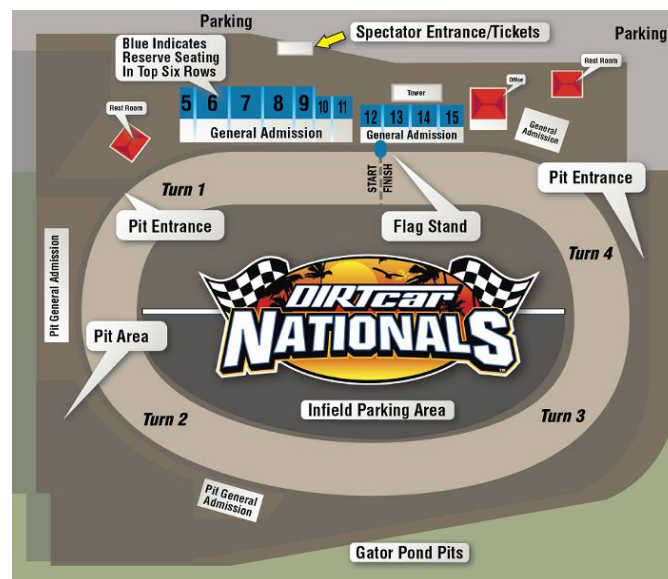 Parking
Spectator Entrance/Tickets
Parking
Blue Indicates
Reserve Seating
In Top Six Rows
Rest Room
Office
Rest Room
Tower
5 6 7 8 9 10 11
12 13 14 15
General Admission
General Admission
General
Admission
START
FINISH
Turn 1
Pit Entrance
Pit Entrance
Flag Stand
Turn 4
Pit General Admission
DIRTcar
NATIONALS
TM
Pit Area
Infield Parking Area
Turn 2
Turn 3
Pit General
Admission
Gator Pond Pits